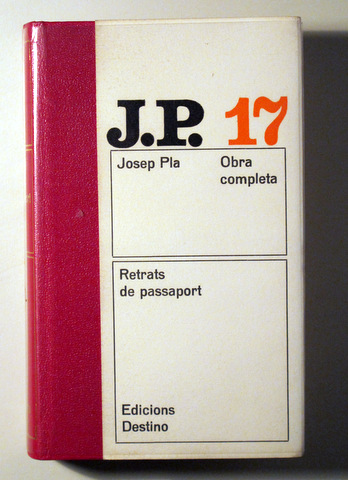 J.P. 17
Josep Pla Obra
completa
Retrats
de passaport
Edicions
Destino